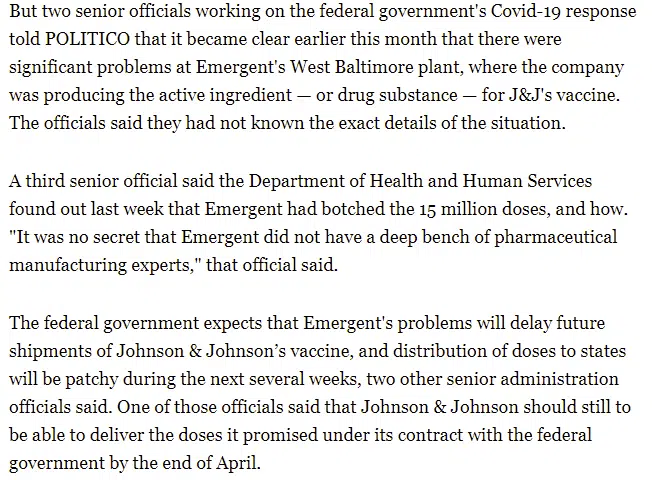 But two senior officials working on the federal government's Covid-19 response
told POLITICO that it became clear earlier this month that there were
significant problems at Emergent's West Baltimore plant, where the company
was producing the active ingredient — or drug substance — for J&J's vaccine.
The officials said they had not known the exact details of the situation.
A third senior official said the Department of Health and Human Services
found out last week that Emergent had botched the 15 million doses, and how.
"It was no secret that Emergent did not have a deep bench of pharmaceutical
manufacturing experts," that official said.
The federal government expects that Emergent's problems will delay future
shipments of Johnson & Johnson’s vaccine, and distribution of doses to states
will be patchy during the next several weeks, two other senior administration
officials said. One of those officials said that Johnson & Johnson should still to
be able to deliver the doses it promised under its contract with the federal
government by the end of April.